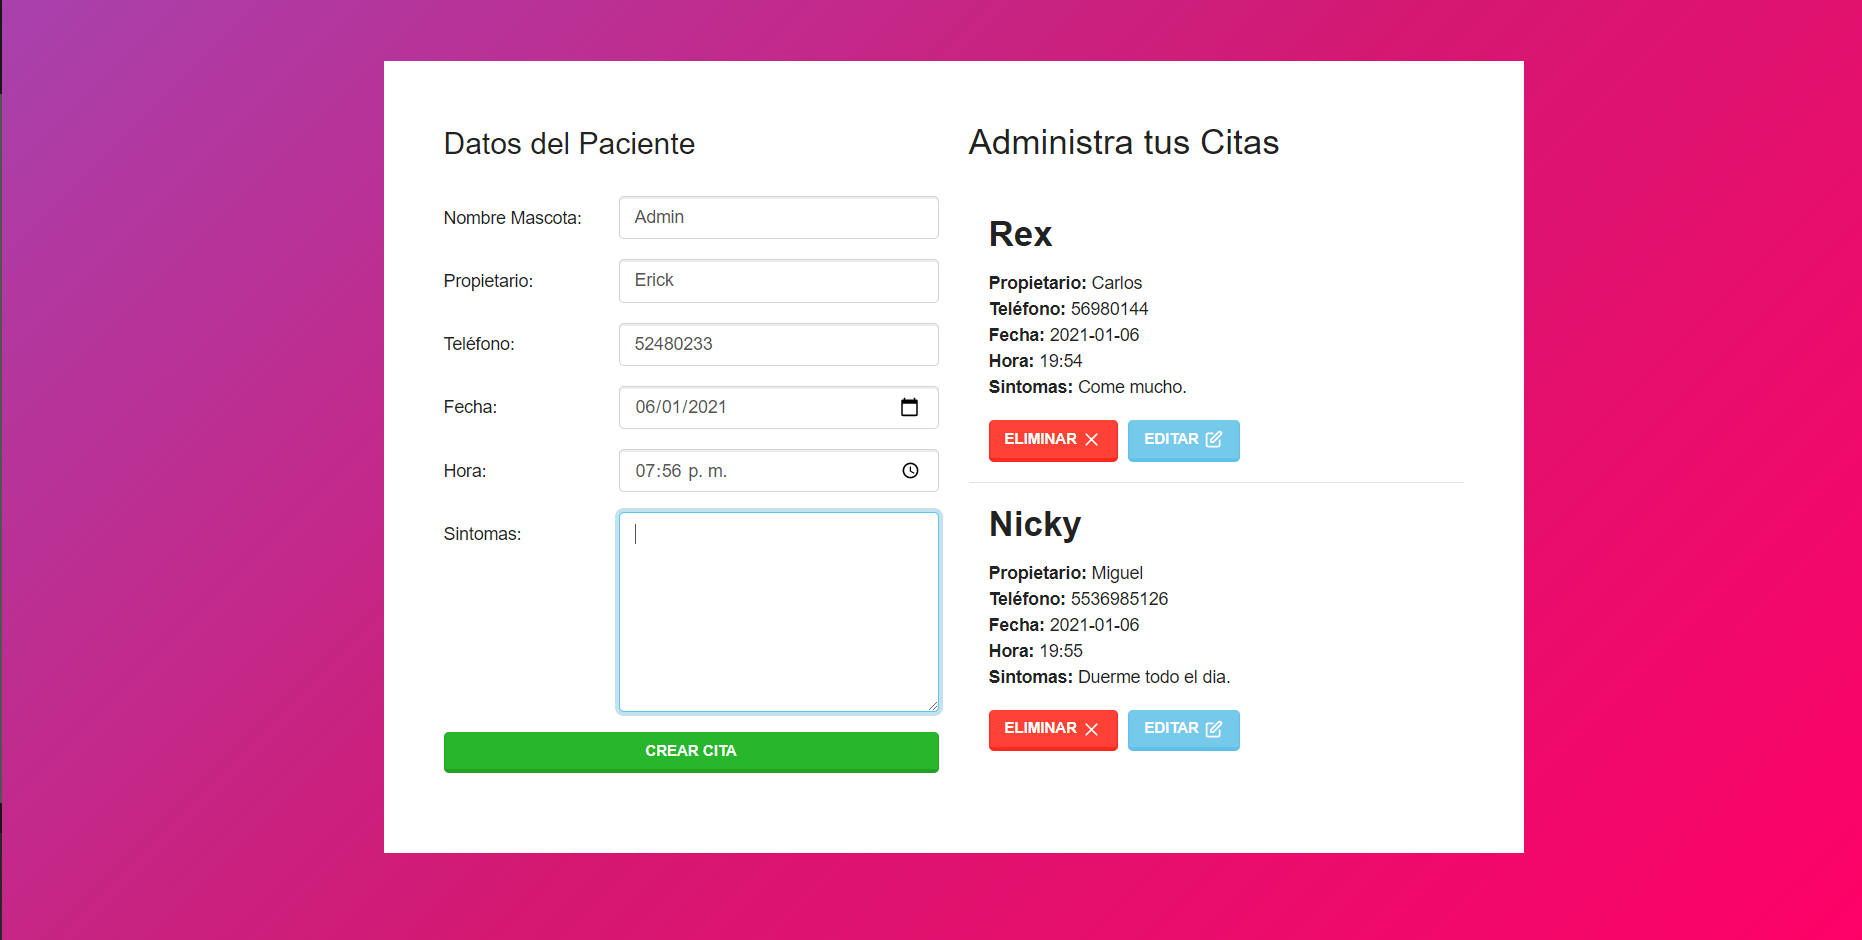 Datos del Paciente
Nombre Mascota: Admin
Propietario: Erick
Teléfono: 52480233
Fecha: 06/01/2021
Hora: 07:56 p. m.
Sintomas:
CREAR CITA
Administra tus Citas
Rex
Propietario: Carlos
Teléfono: 56980144
Fecha: 2021-01-06
Hora: 19:54
Sintomas: Come mucho.
ELIMINAR EDITAR
Nicky
Propietario: Miguel
Teléfono: 5536985126
Fecha: 2021-01-06
Hora: 19:55
Sintomas: Duerme todo el dia.
ELIMINAR EDITAR